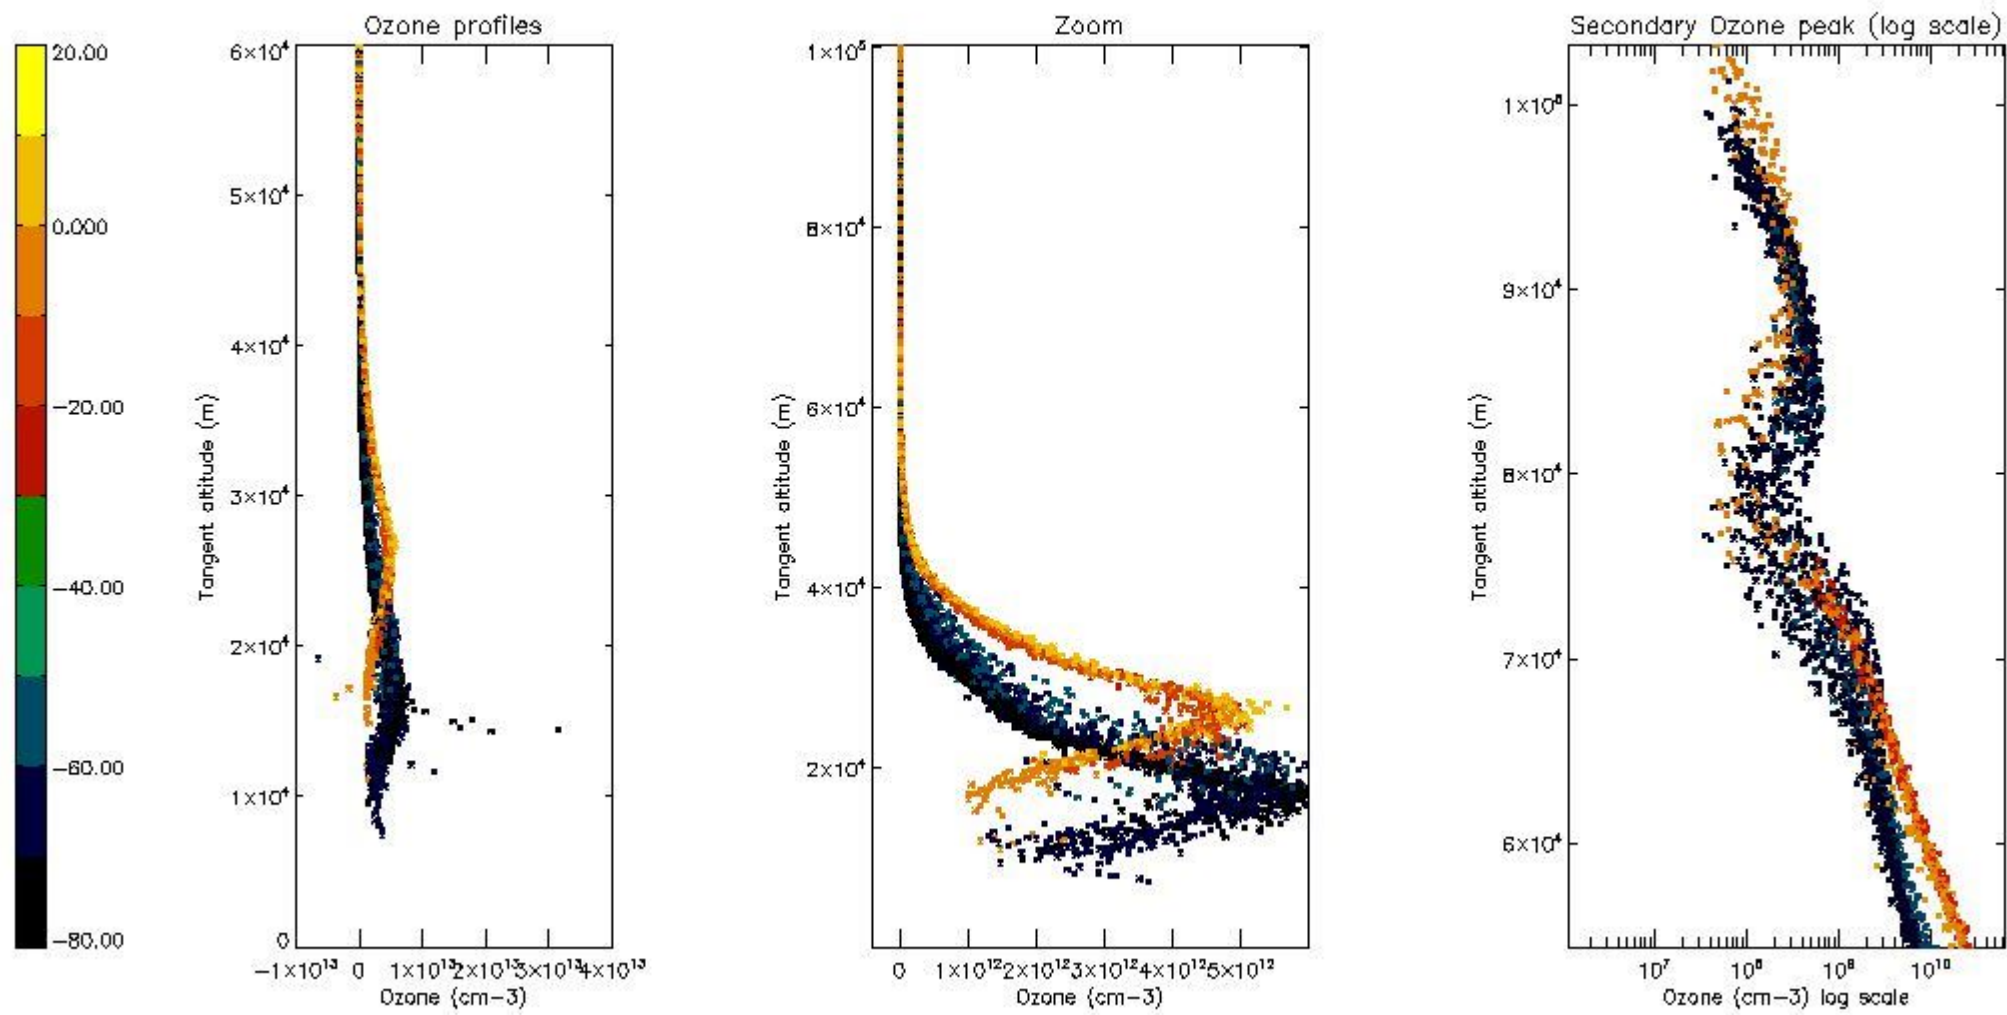 Ozone profiles
Zoom
Secondary Ozone peak (log scale)
20.00
0.000
−20.00
−40.00
−60.00
−80.00
6×10⁴
5×10⁴
4×10⁴
3×10⁴
2×10⁴
1×10⁴
0
Tangent altitude (m)
−1×10¹³ 0 1×10¹³ 2×10¹³ 3×10¹³ 4×10¹³
Ozone (cm−3)
1×10⁵
8×10⁴
6×10⁴
4×10⁴
2×10⁴
Tangent altitude (m)
0 1×10¹² 2×10¹² 3×10¹² 4×10¹² 5×10¹²
Ozone (cm−3)
1×10⁵
9×10⁴
8×10⁴
7×10⁴
6×10⁴
Tangent altitude (m)
10⁷ 10⁸ 10⁹ 10¹⁰
Ozone (cm−3) log scale